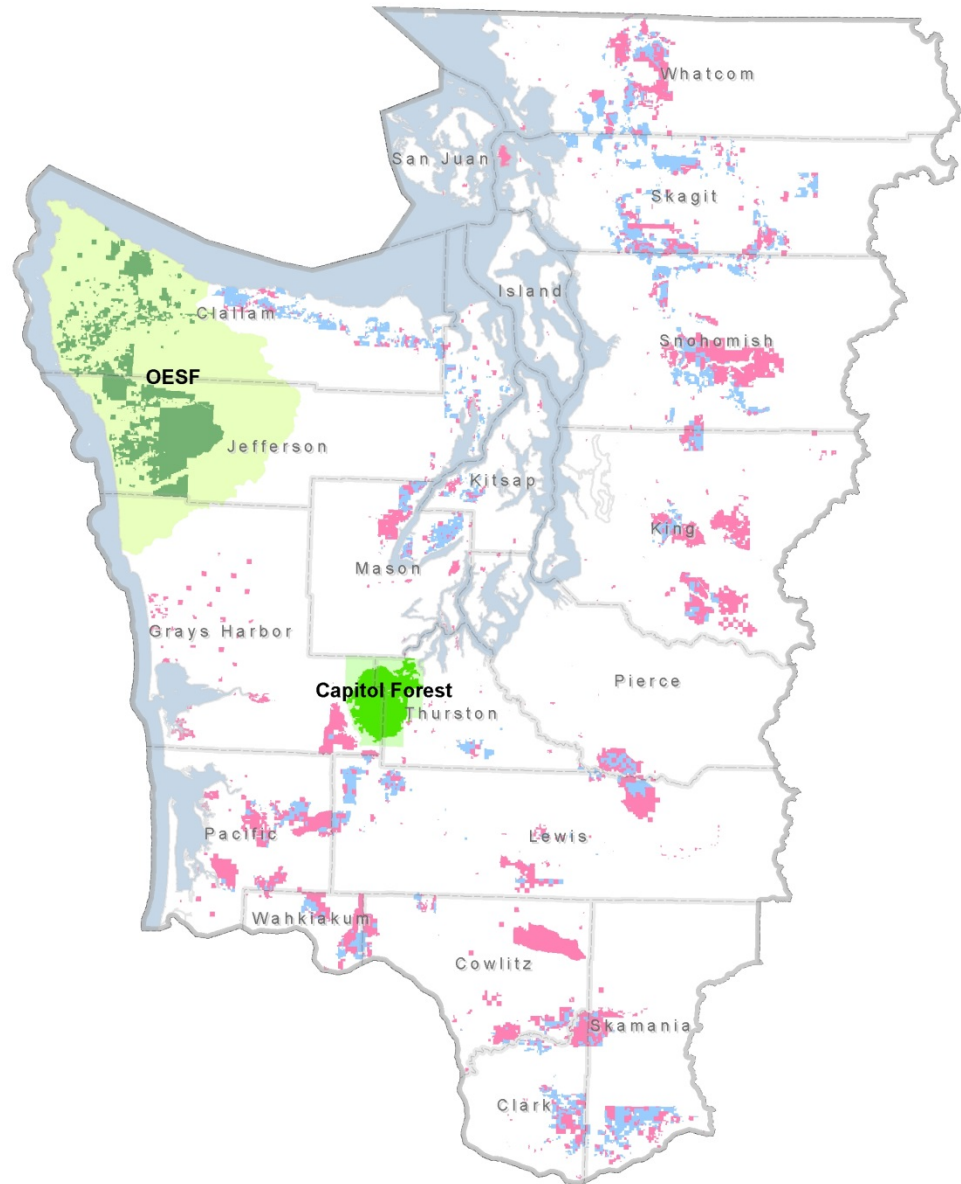 Whatcom
San Juan
Skagit
Island
Clallam
Snohomish
OESF
Jefferson
Kitsap
King
Mason
Grays Harbor
Pierce
Capitol Forest
Thurston
Pacific
Lewis
Wahkiakum
Cowlitz
Skamania
Clark